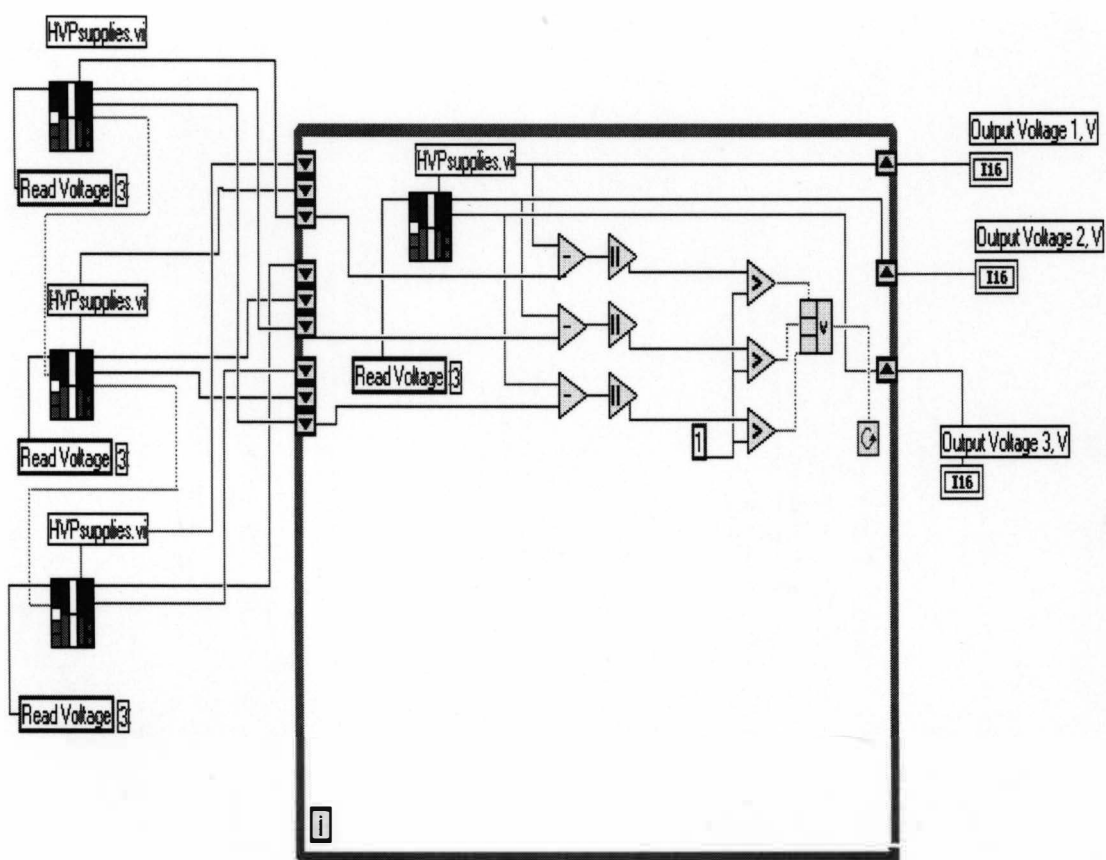 HVPsupplies.vi
Read Voltage 3
HVPsupplies.vi
Read Voltage 3
HVPsupplies.vi
Read Voltage 3
HVPsupplies.vi
Read Voltage 3
1
i
Output Voltage 1, V
I16
Output Voltage 2, V
I16
Output Voltage 3, V
I16